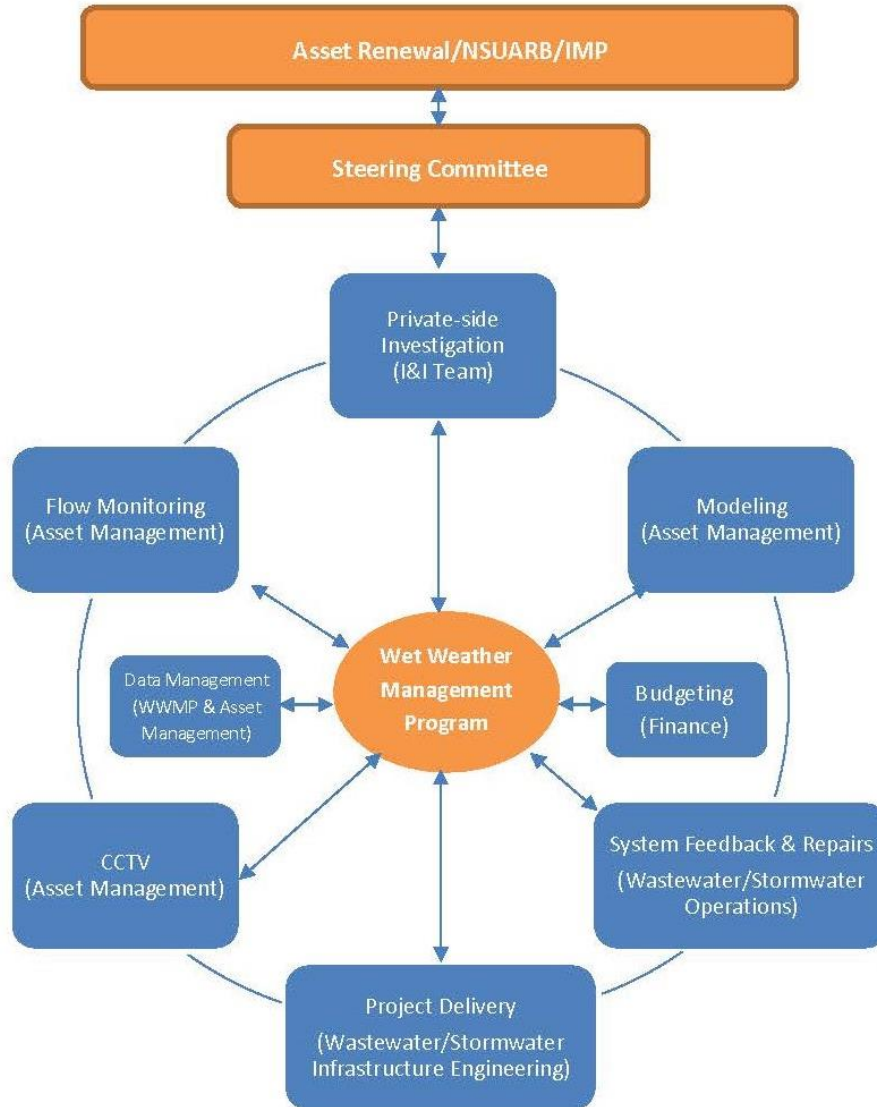 Asset Renewal/NSUARB/IMP
Steering Committee
Private-side
Investigation
(I&I Team)
Flow Monitoring
(Asset Management)
Modeling
(Asset Management)
Wet Weather
Management
Program
Data Management
(WWMP & Asset
Management)
Budgeting
(Finance)
CCTV
(Asset Management)
System Feedback & Repairs
(Wastewater/Stormwater
Operations)
Project Delivery
(Wastewater/Stormwater
Infrastructure Engineering)